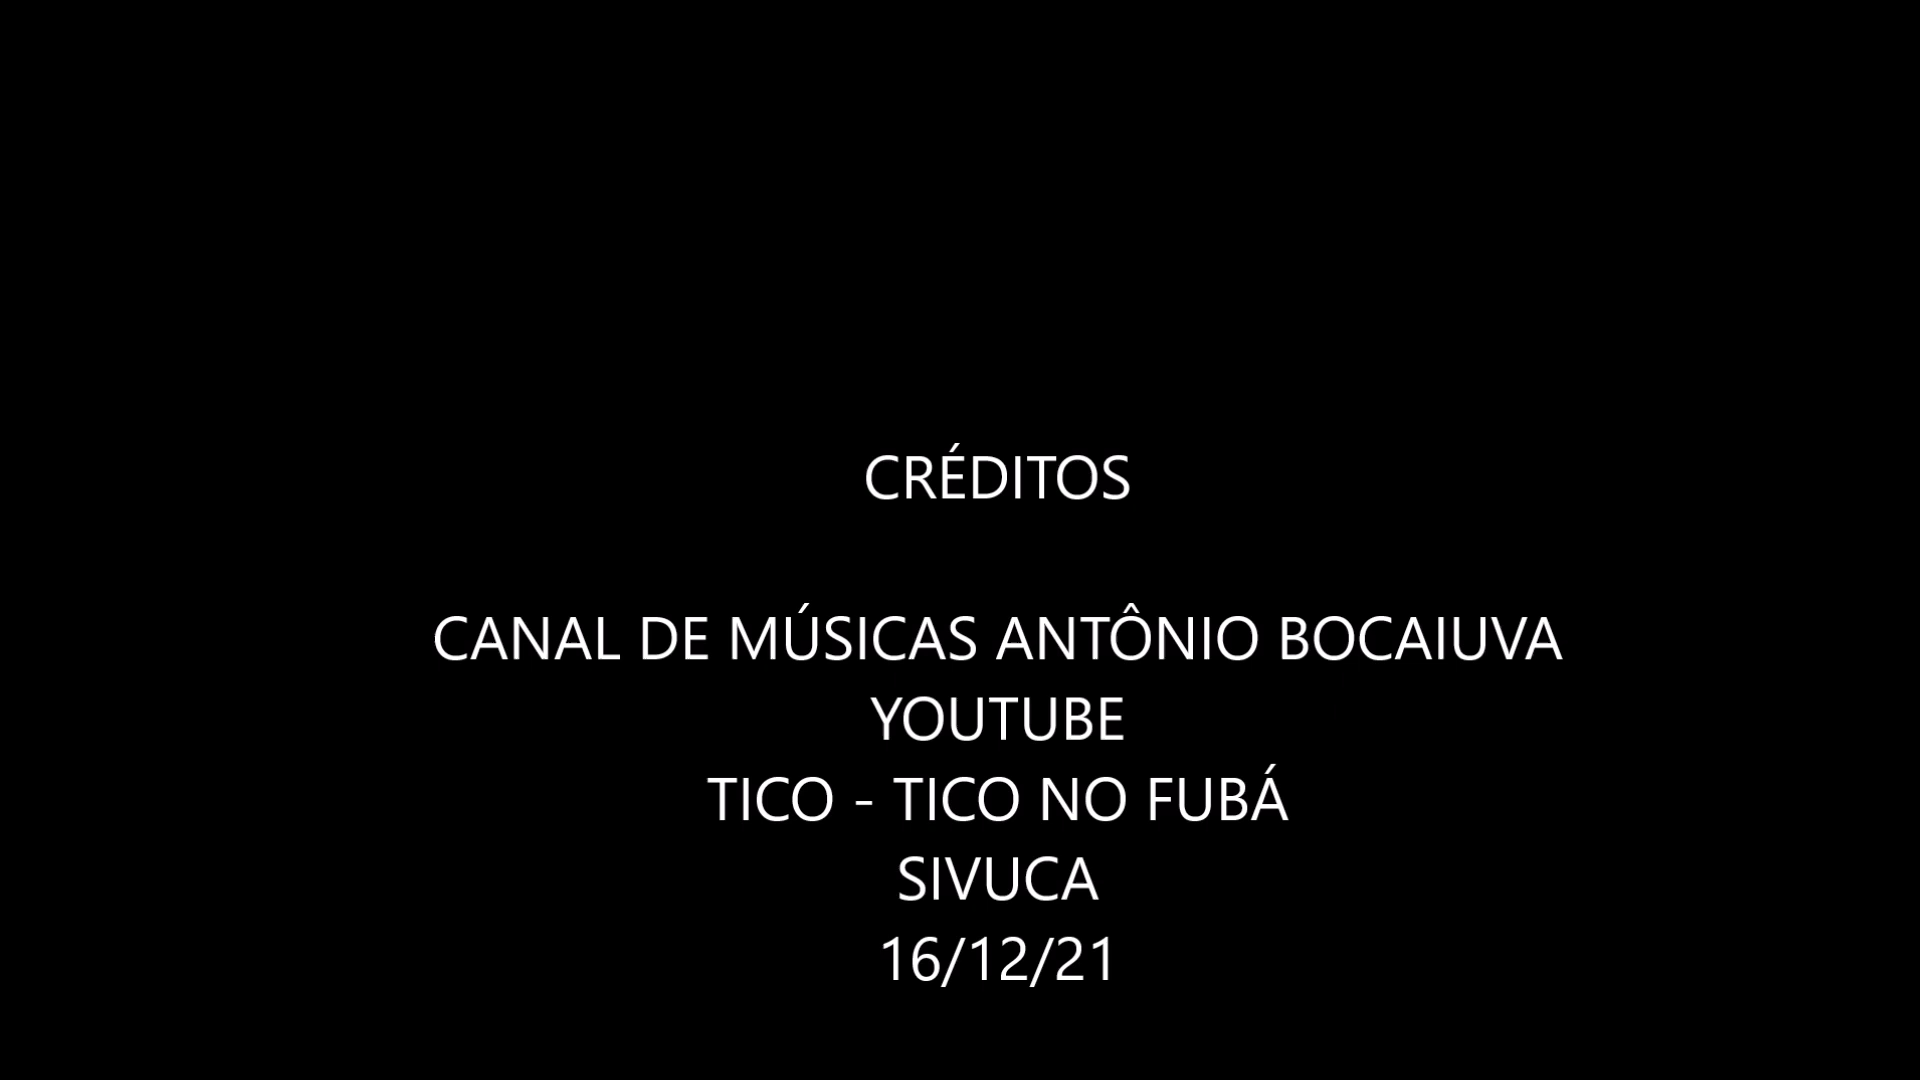 CRÉDITOS
CANAL DE MÚSICAS ANTÔNIO BOCAIUVA
YOUTUBE
TICO - TICO NO FUBÁ
SIVUCA
16/12/21